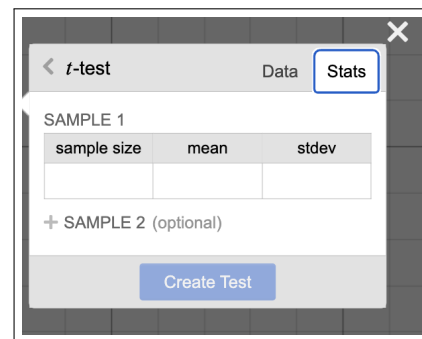 t-test
Data
Stats
SAMPLE 1
sample size mean stdev
+ SAMPLE 2 (optional)
Create Test